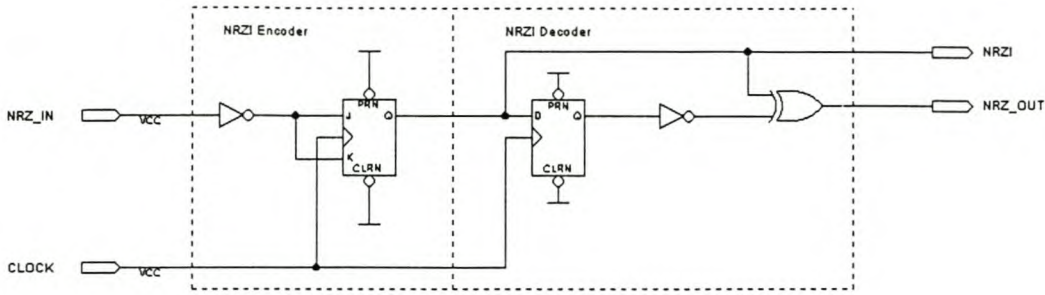 NRZI Encoder
NRZI Decoder
NRZI
NRZ_IN
VCC
PRN
J
Q
K
CLRN
PRN
D
Q
CLRN
NRZ_OUT
CLOCK
VCC